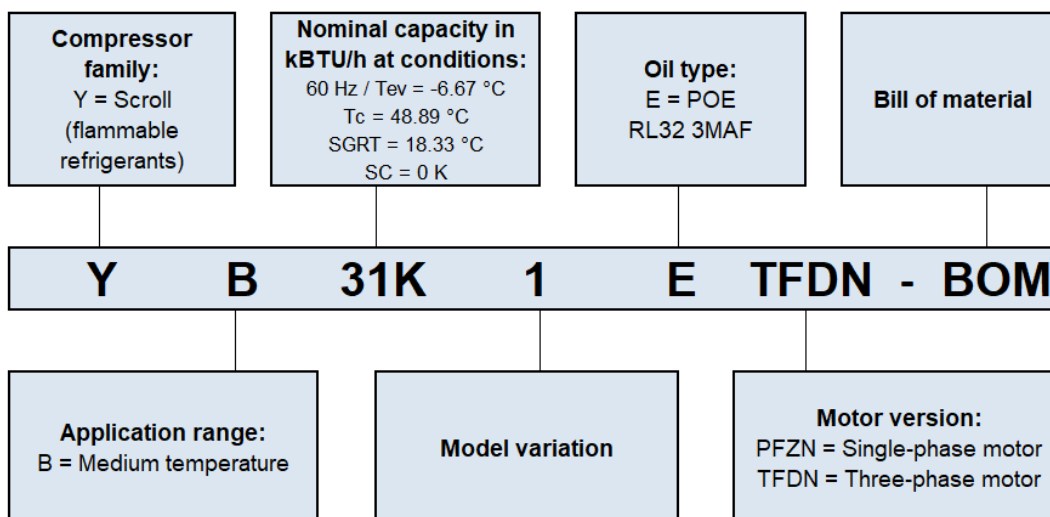 Compressor
family:
Y = Scroll
(flammable
refrigerants)
Nominal capacity in
kBTU/h at conditions:
60 Hz / Tev = -6.67 °C
Tc = 48.89 °C
SGRT = 18.33 °C
SC = 0 K
Oil type:
E = POE
RL32 3MAF
Bill of material
Y B 31K 1 E TFDN - BOM
Application range:
B = Medium temperature
Model variation
Motor version:
PFZN = Single-phase motor
TFDN = Three-phase motor